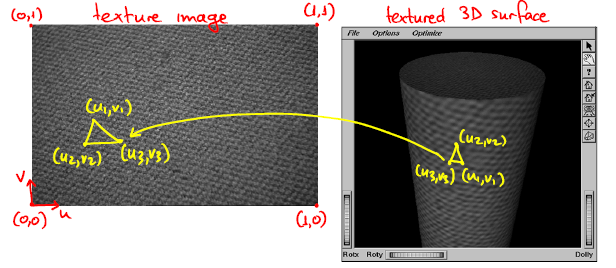 texture image
textured 3D surface
(0,1)
(1,1)
File Options Optimize
(u1,v1)
(u2,v2)
(u3,v3)
(u2,v2)
(u3,v3)
(u1,v1)
v
u
(0,0)
(1,0)
?
Rotx Roty
Dolly